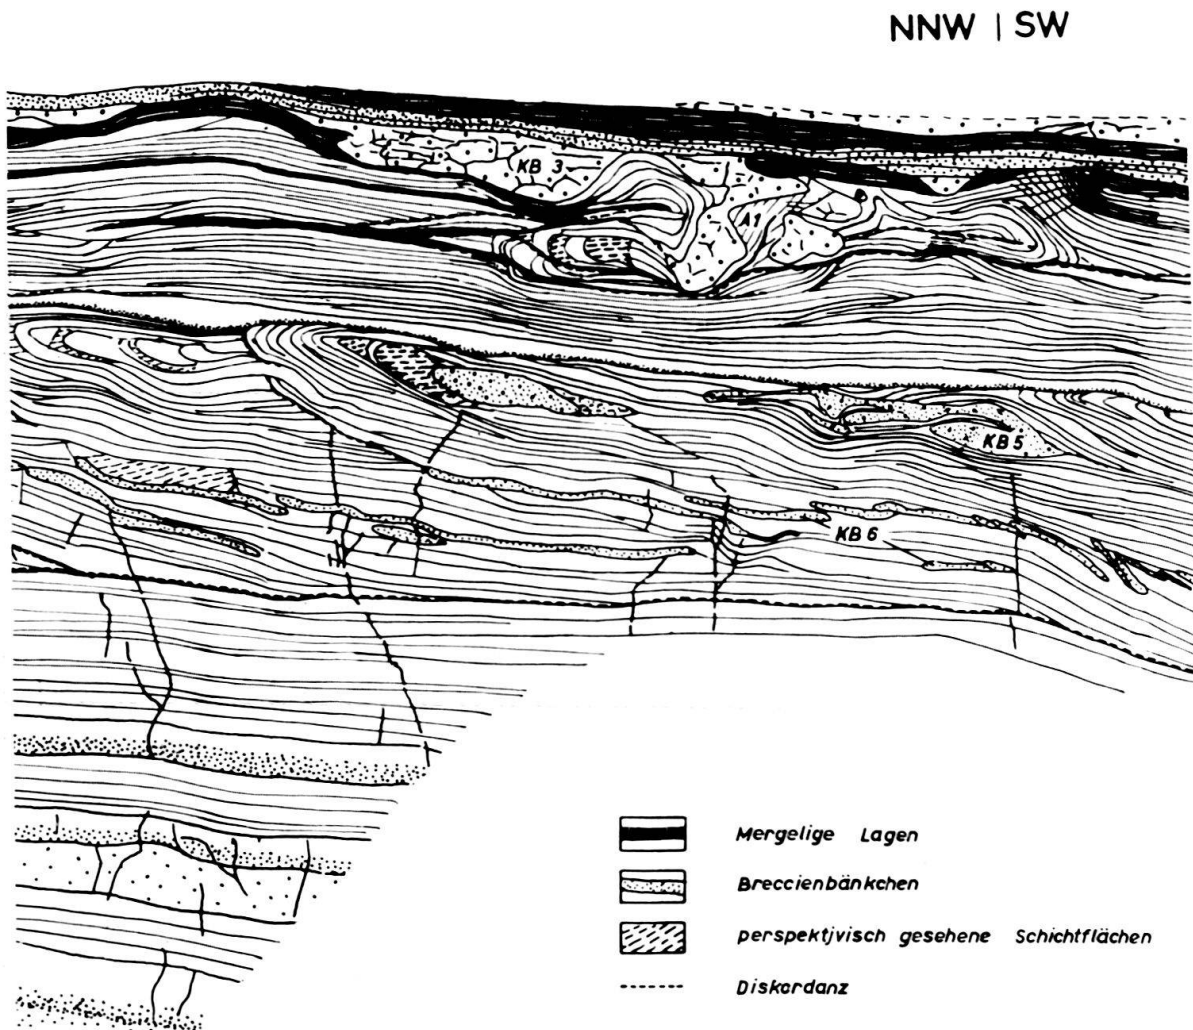 NNW | SW
KB 3
A1
KB 5
KB 6
Mergelige Lagen
Breccienbänkchen
perspektivisch gesehene Schichtflächen
Diskordanz